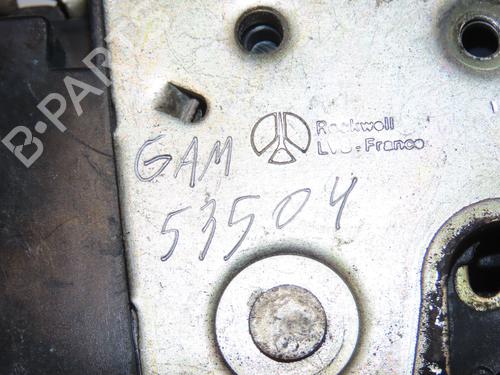 B-PARTS
Rockwell
LVS-France
GAM
53504